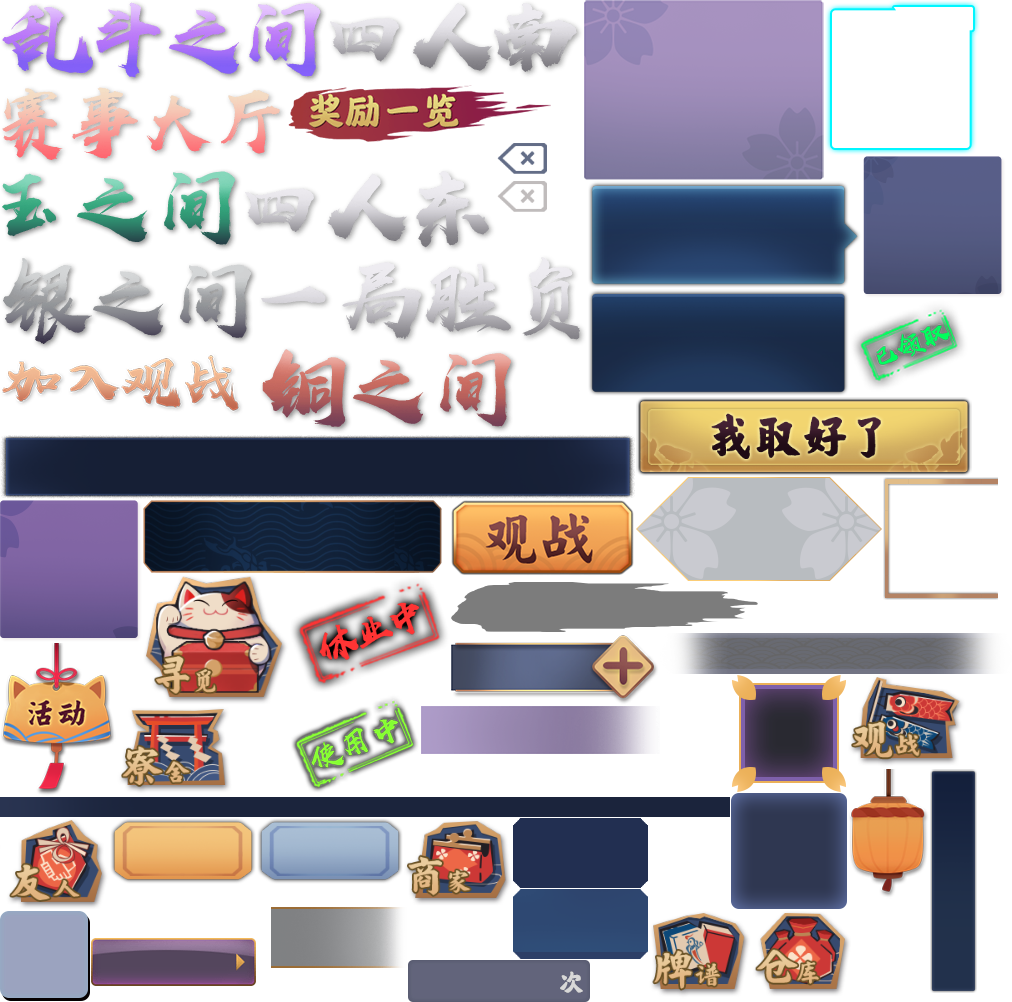 乱斗之间四人南
赛事大厅
奖励一览
玉之间四人东
银之间一局胜负
已领取
加入观战
铜之间
我取好了
观战
寻觅
休业中
活动
寮舍
使用中
观战
友人
商家
牌谱
仓库
次